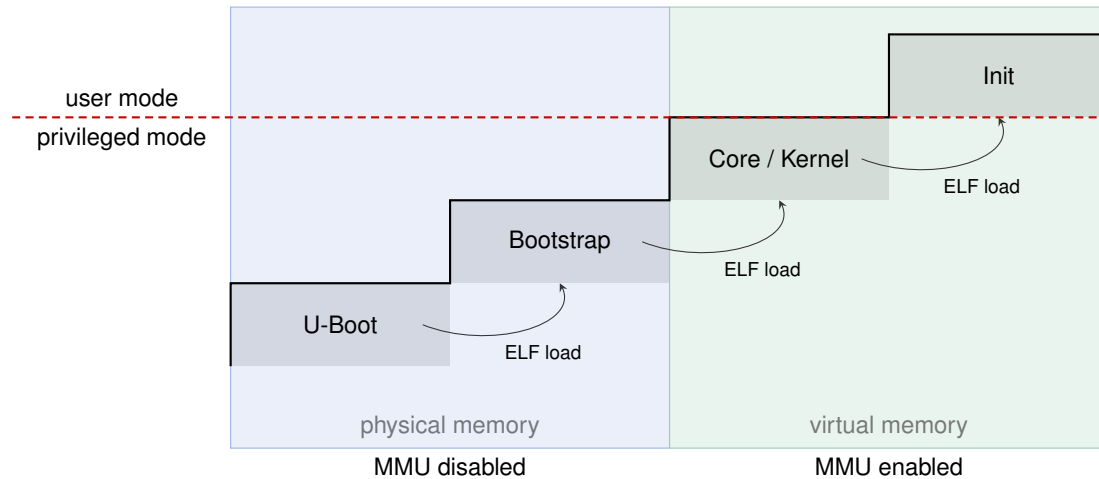 Init
user mode
privileged mode
Core / Kernel
ELF load
Bootstrap
ELF load
U-Boot
ELF load
physical memory
virtual memory
MMU disabled
MMU enabled